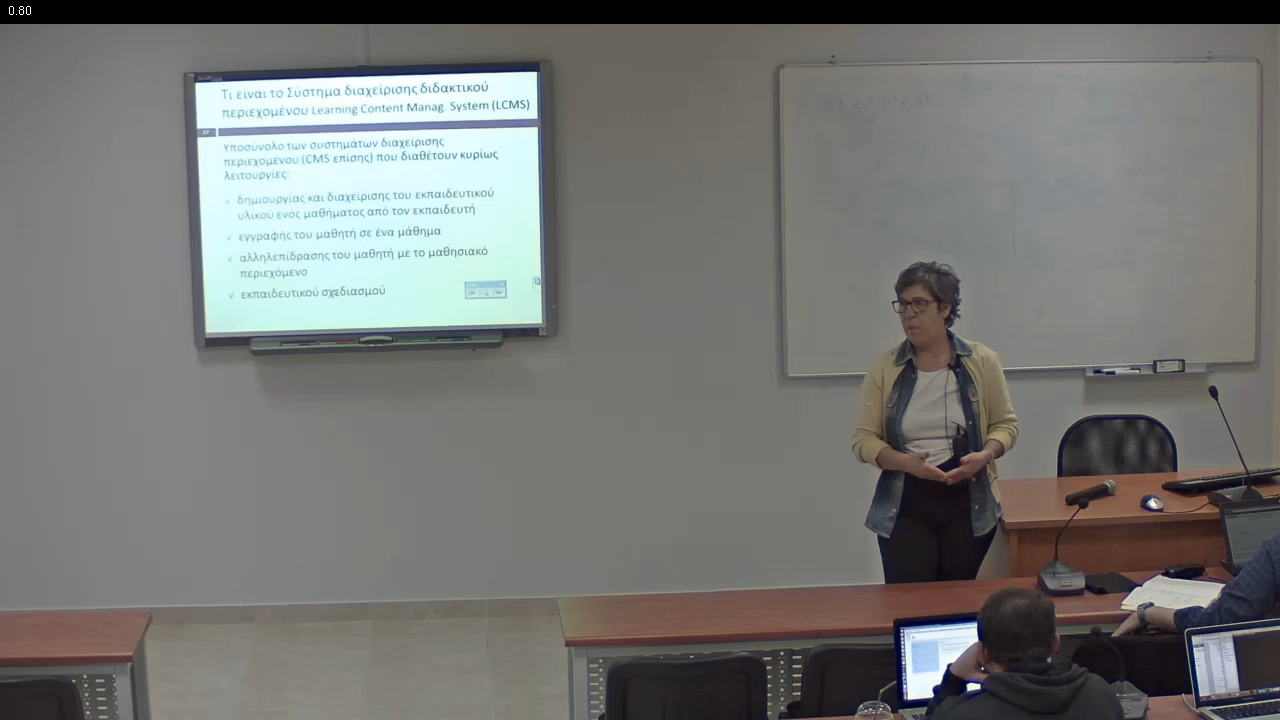 0.80
Τι είναι το Σύστημα διαχείρισης διδακτικού
περιεχομένου Learning Content Manag. System (LCMS)
37
Υποσύνολο των συστημάτων διαχείρισης
περιεχομένου (CMS επίσης) που διαθέτουν κυρίως
λειτουργίες:
✓ δημιουργίας και διαχείρισης του εκπαιδευτικού
υλικού ενός μαθήματος από τον εκπαιδευτή
✓ εγγραφής του μαθητή σε ένα μάθημα
✓ αλληλεπίδρασης του μαθητή με το μαθησιακό
περιεχόμενο
✓ εκπαιδευτικού σχεδιασμού